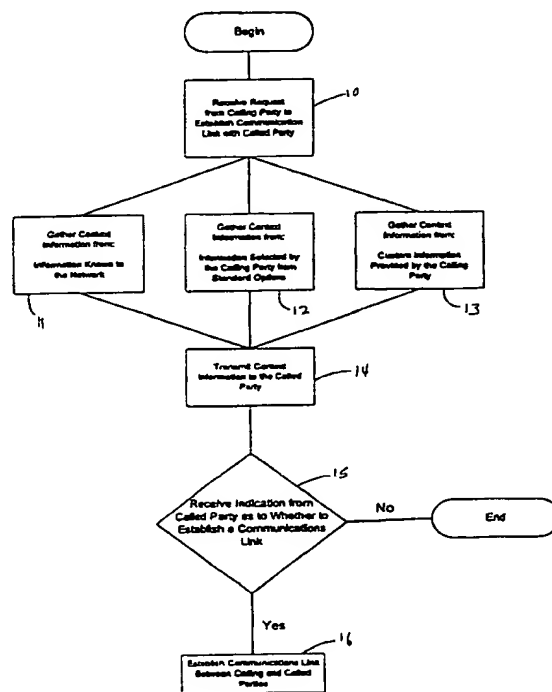 Begin
Receive Request
from Calling Party to
Establish Communication
Link with Called Party
10
Gather Context
Information from:
Information Known to
the Network
11
Gather Context
Information from:
Information Selected by
the Calling Party from
Standard Options
12
Gather Context
Information from:
Custom Information
Provided by the Calling
Party
13
Transmit Context
Information to the Called
Party
14
Receive Indication from
Called Party as to Whether to
Establish a Communications
Link
15
No
End
Yes
Establish Communications Link
Between Calling and Called
Parties
16